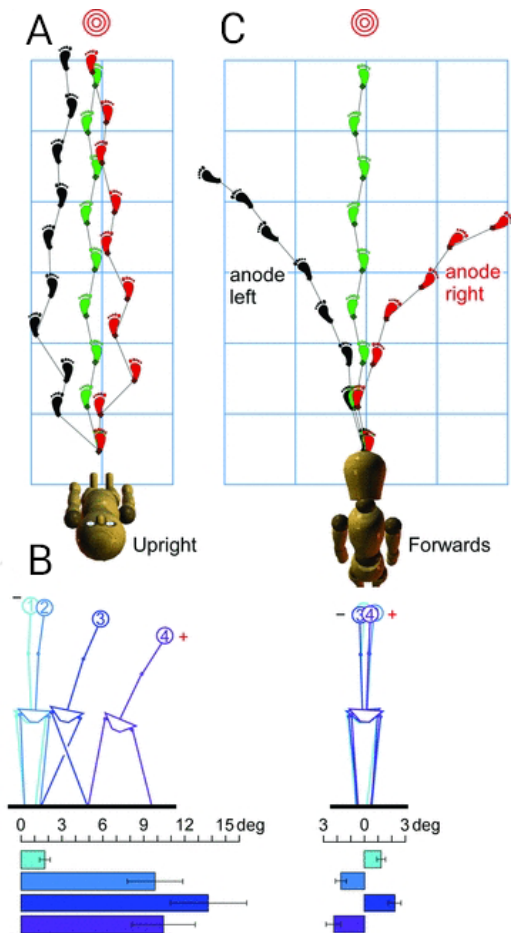 A
C
anode
left
anode
right
Upright
Forwards
B
− 1 2 3 4 +
− 3 4 +
0 3 6 9 12 15 deg
3 0 3 deg